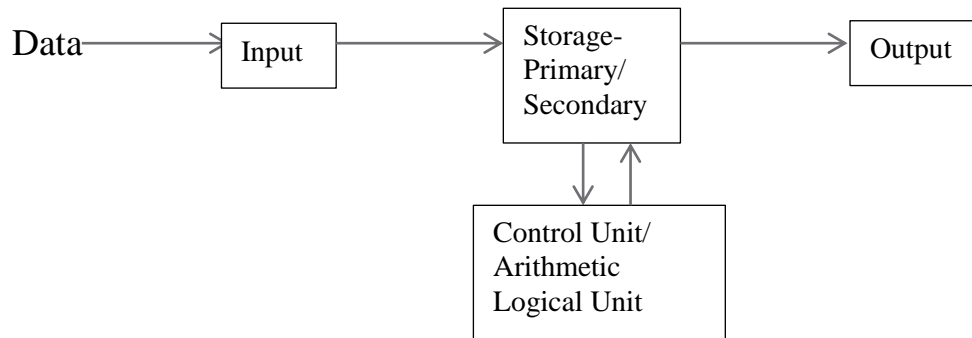 Data
Input
Storage-
Primary/
Secondary
Output
Control Unit/
Arithmetic
Logical Unit